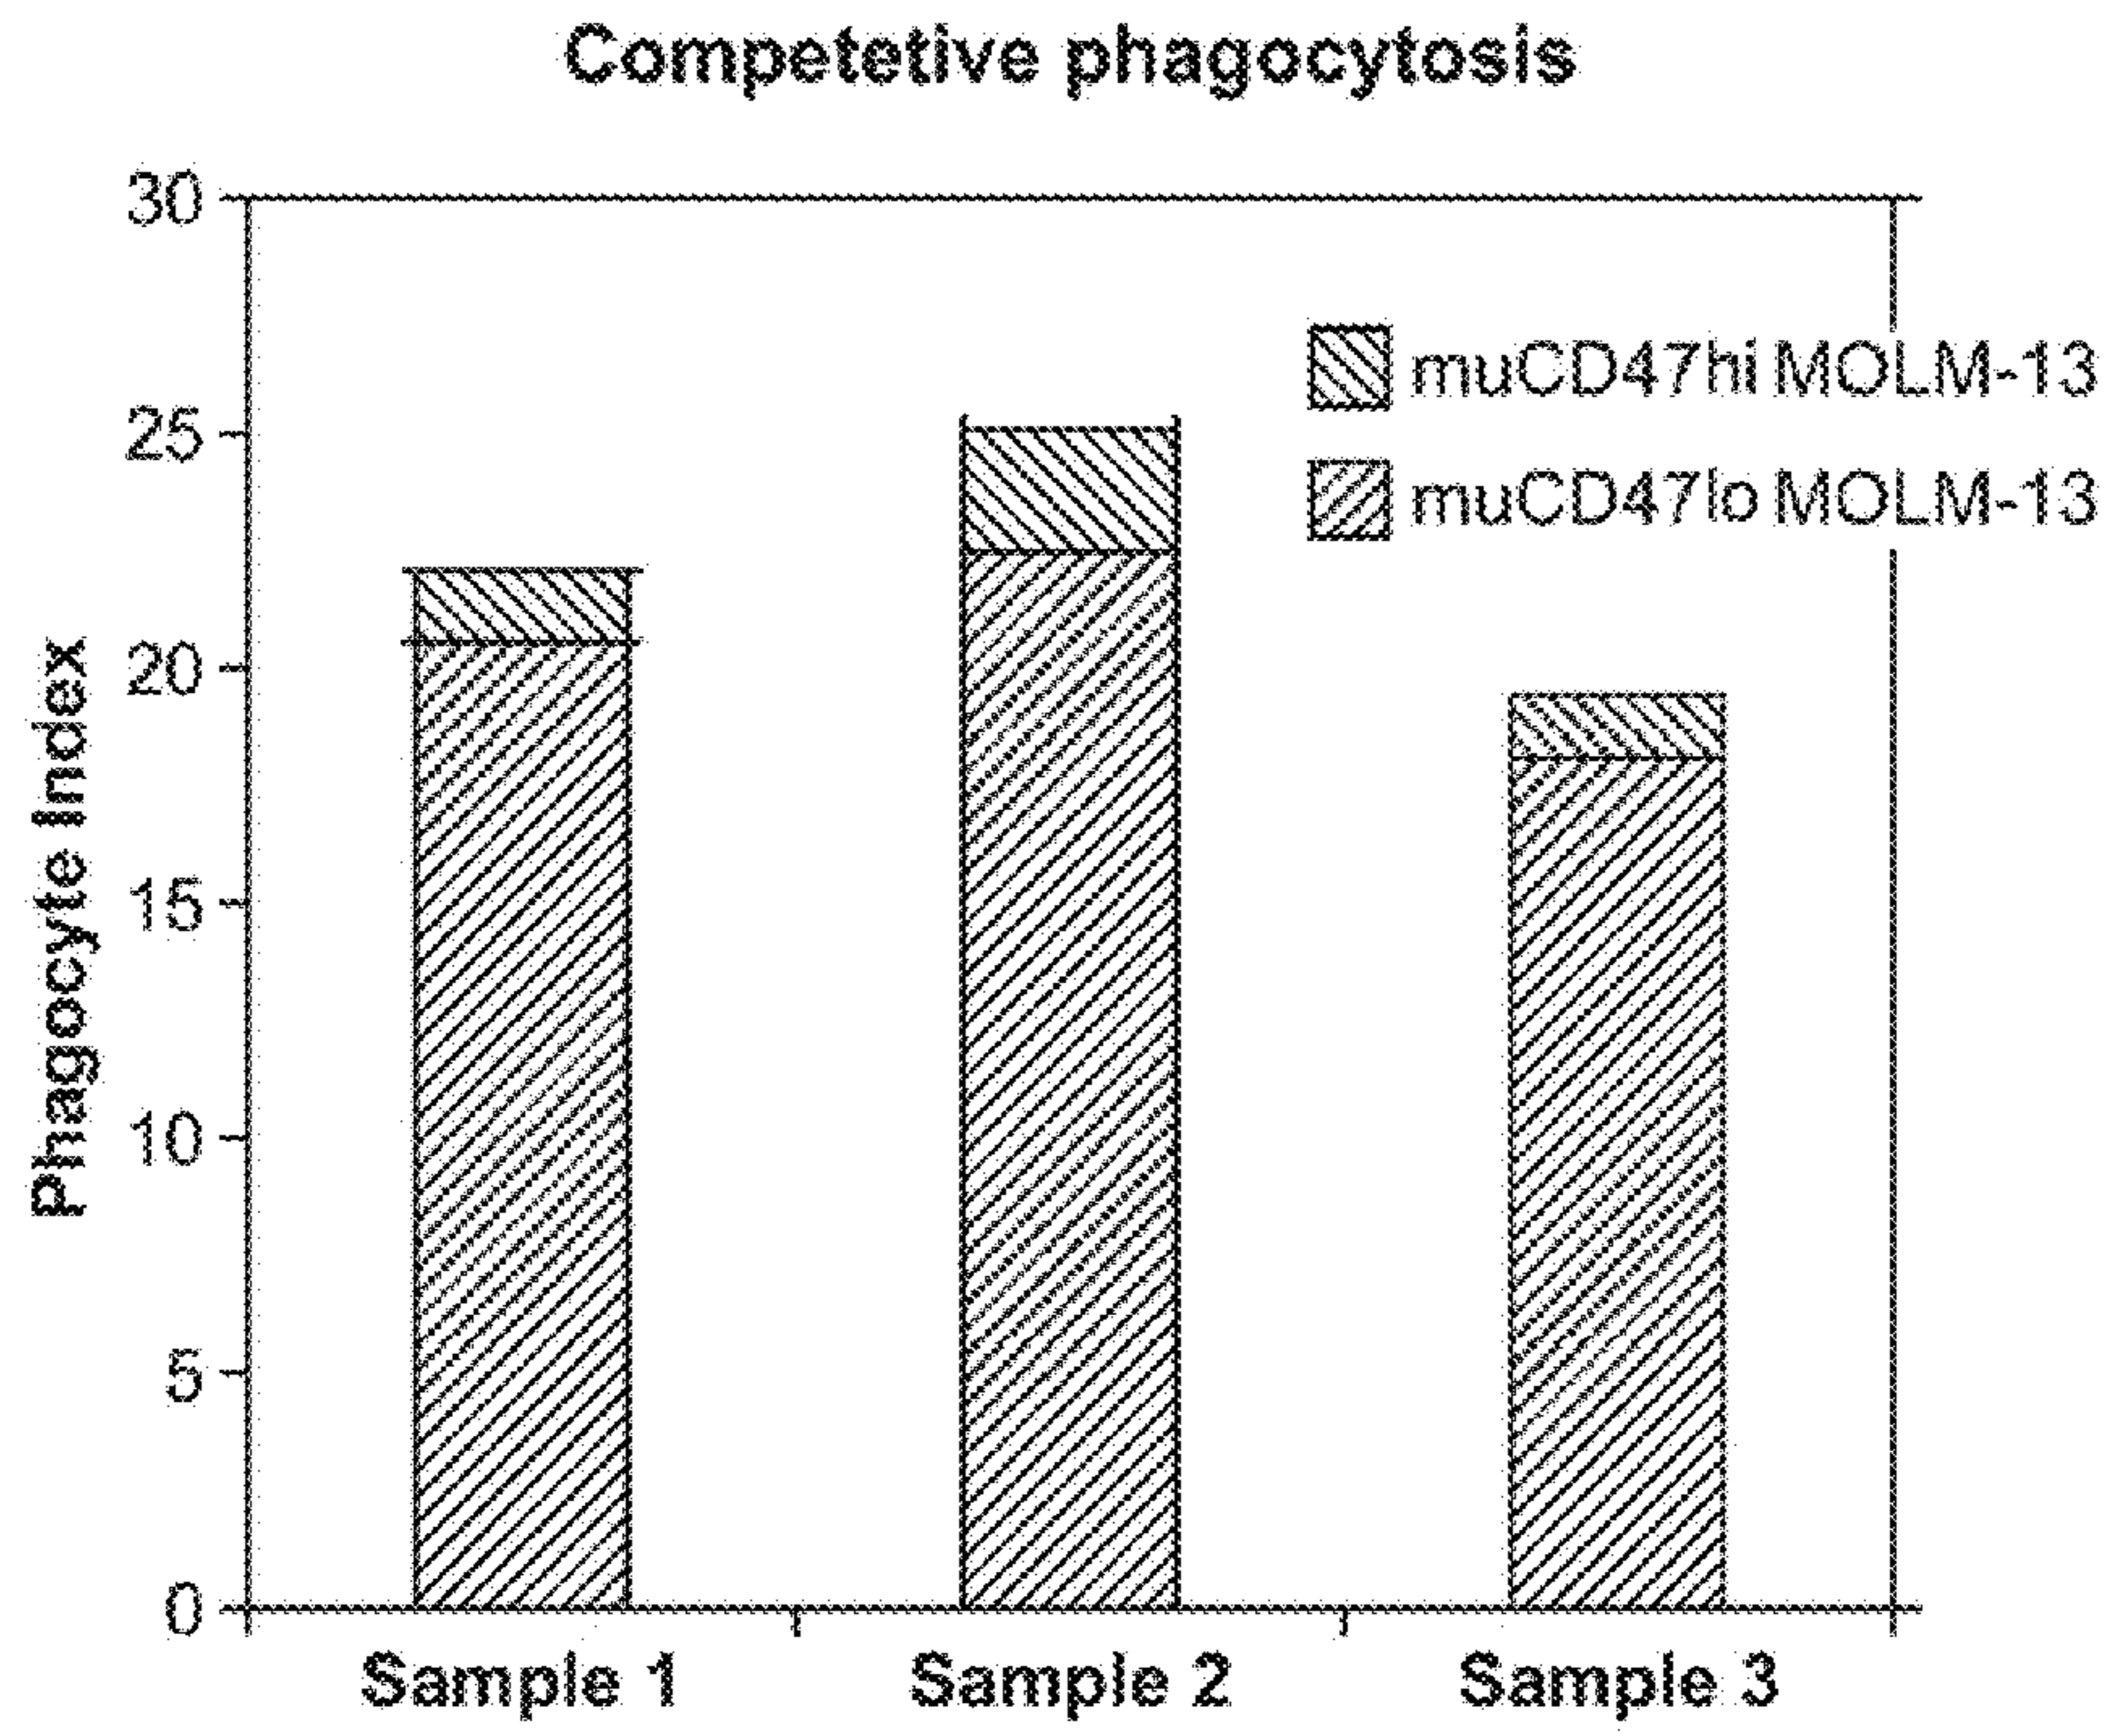 Competetive phagocytosis
Phagocyte Index
30
25
20
15
10
5
0
muCD47hi MOLM-13
muCD47lo MOLM-13
Sample 1
Sample 2
Sample 3